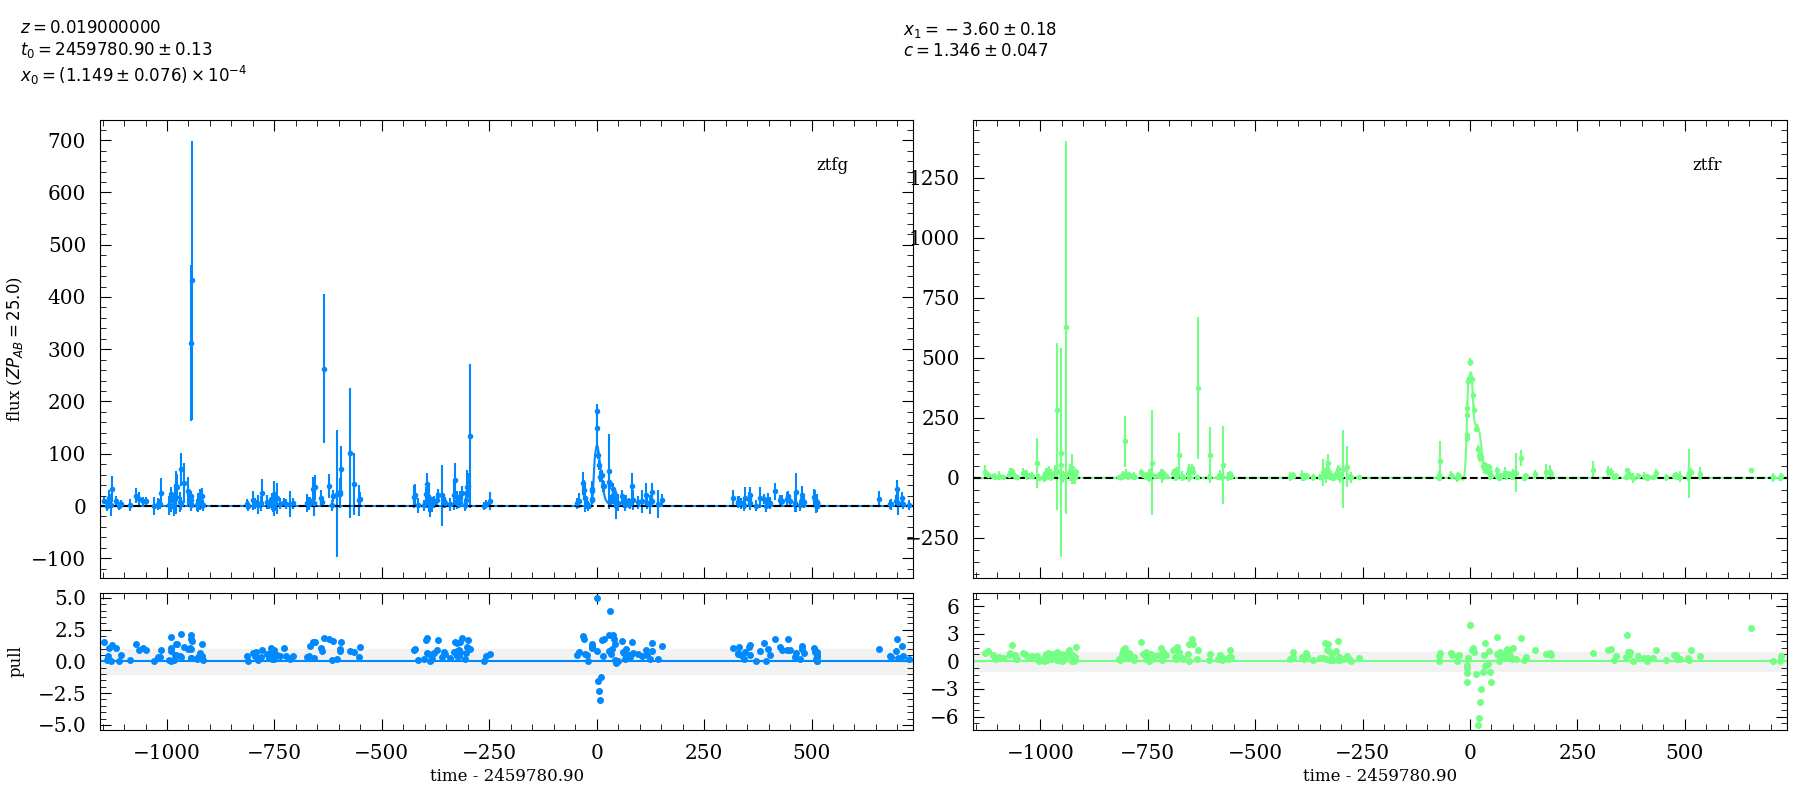 z = 0.019000000
t₀ = 2459780.90 ± 0.13
x₀ = (1.149 ± 0.076) × 10⁻⁴
x₁ = −3.60 ± 0.18
c = 1.346 ± 0.047
ztfg
700
600
500
400
300
200
100
0
−100
flux (ZP_AB = 25.0)
ztfr
1250
1000
750
500
250
0
−250
5.0
2.5
0.0
−2.5
−5.0
pull
−1000 −750 −500 −250 0 250 500
time - 2459780.90
6
3
0
−3
−6
−1000 −750 −500 −250 0 250 500
time - 2459780.90